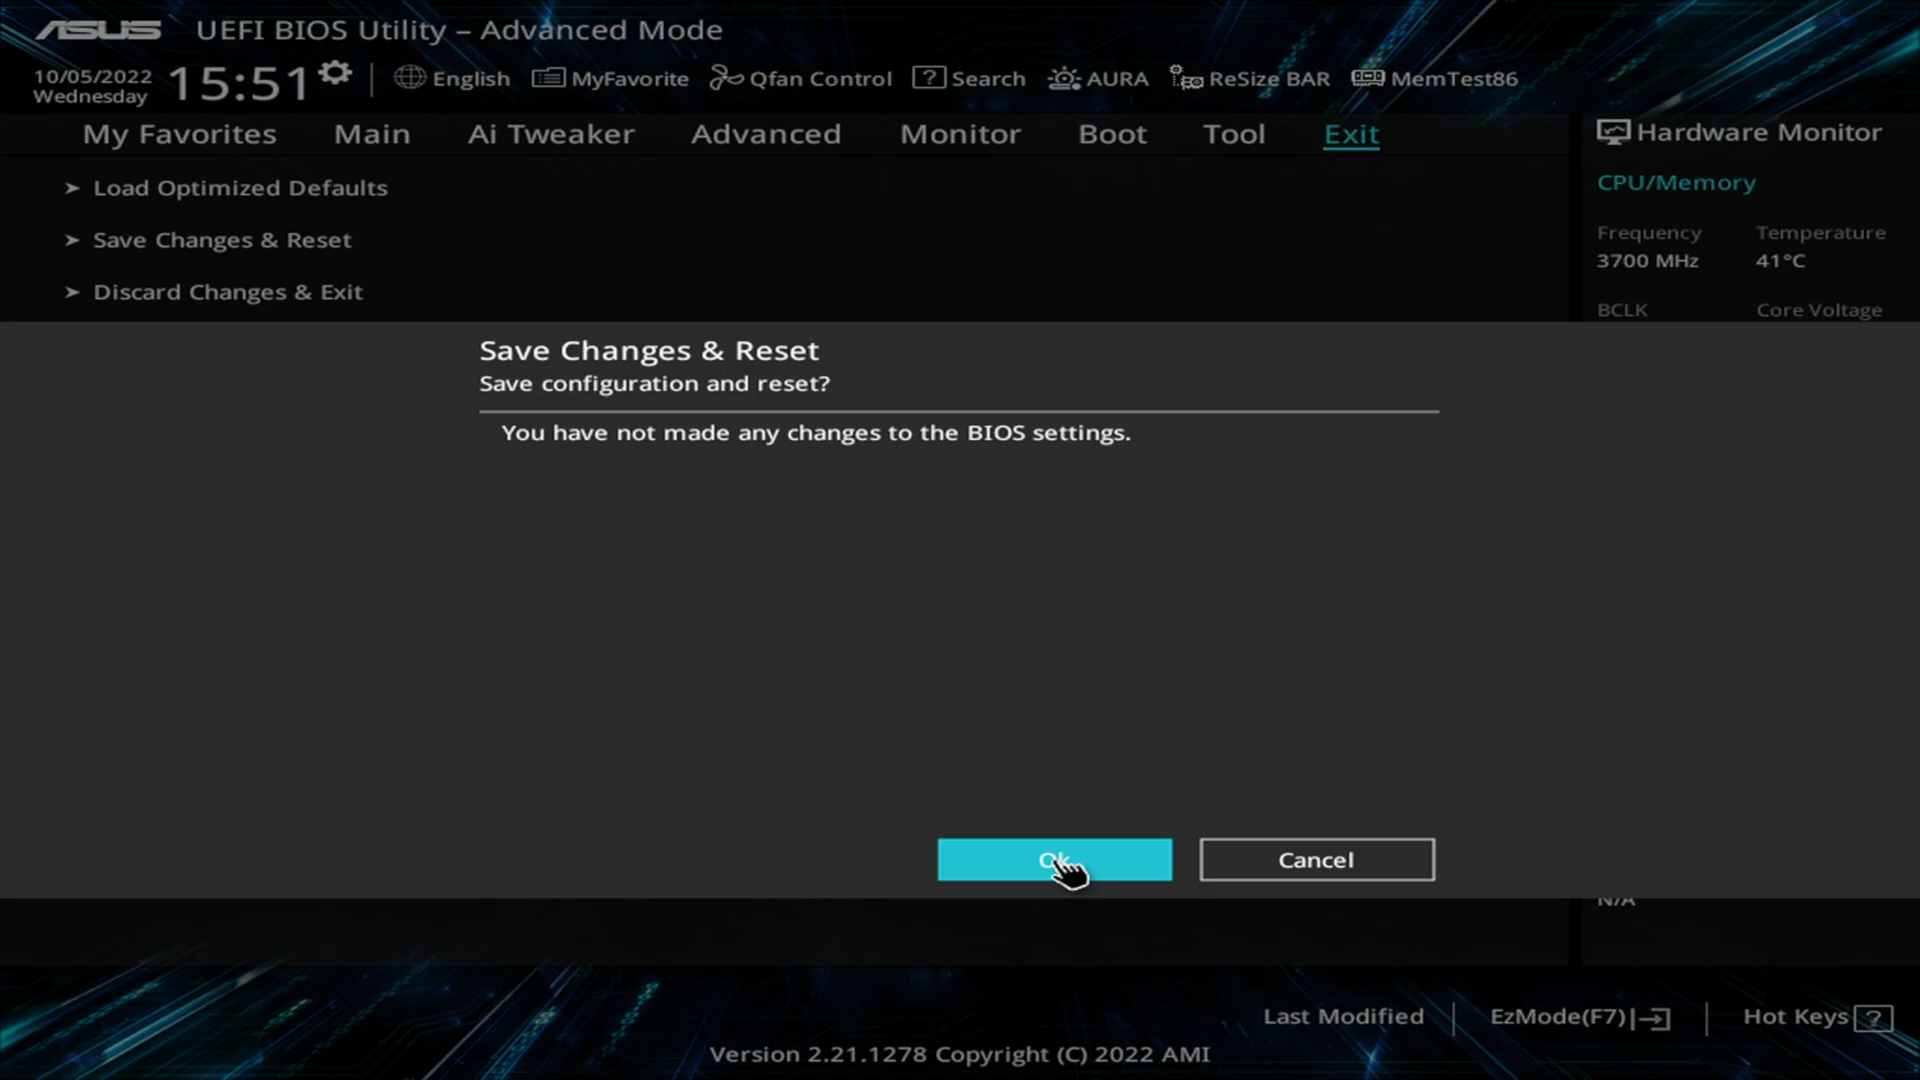 ASUS UEFI BIOS Utility – Advanced Mode
10/05/2022
Wednesday
15:51
English MyFavorite Qfan Control ? Search AURA ReSize BAR MemTest86
My Favorites Main Ai Tweaker Advanced Monitor Boot Tool Exit
Hardware Monitor
Load Optimized Defaults
Save Changes & Reset
Discard Changes & Exit
CPU/Memory
Frequency Temperature
3700 MHz 41°C
BCLK Core Voltage
Save Changes & Reset
Save configuration and reset?
You have not made any changes to the BIOS settings.
Ok Cancel
N/A
Last Modified EzMode(F7) Hot Keys ?
Version 2.21.1278 Copyright (C) 2022 AMI